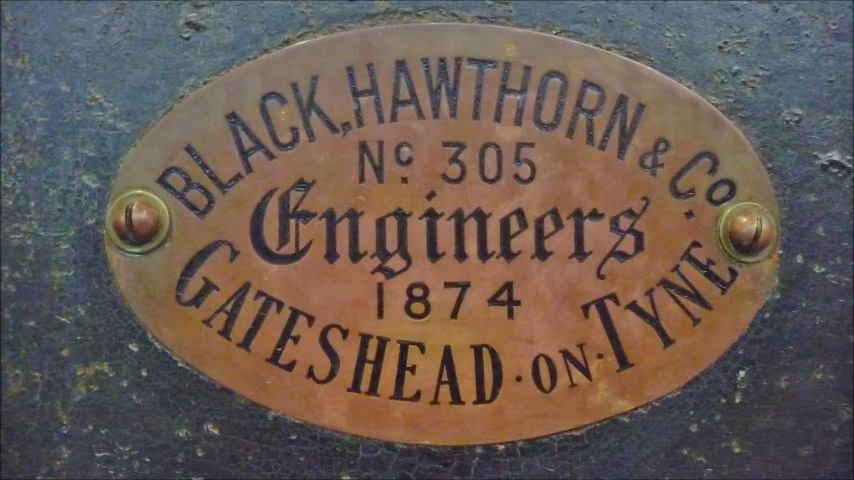 BLACK, HAWTHORN & Co.
No. 305
Engineers
1874
GATESHEAD·ON·TYNE